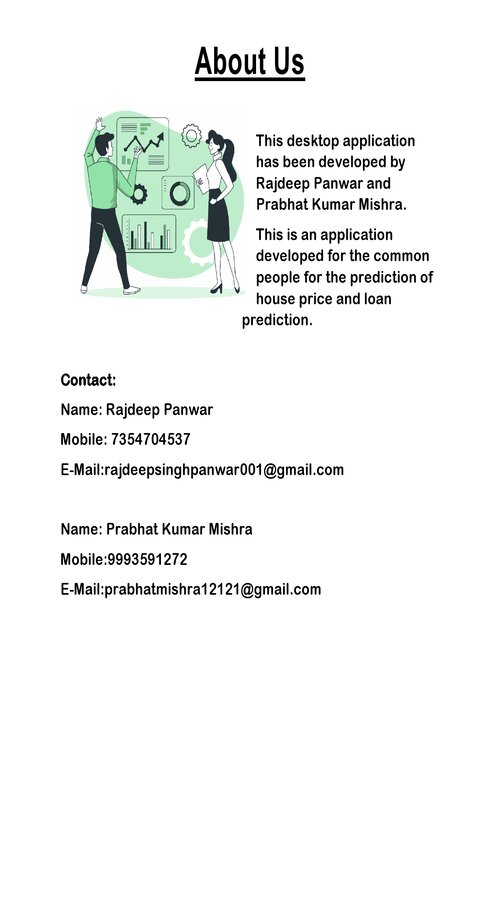 About Us
This desktop application
has been developed by
Rajdeep Panwar and
Prabhat Kumar Mishra.
This is an application
developed for the common
people for the prediction of
house price and loan
prediction.
Contact:
Name: Rajdeep Panwar
Mobile: 7354704537
E-Mail:rajdeepsinghpanwar001@gmail.com
Name: Prabhat Kumar Mishra
Mobile:9993591272
E-Mail:prabhatmishra12121@gmail.com